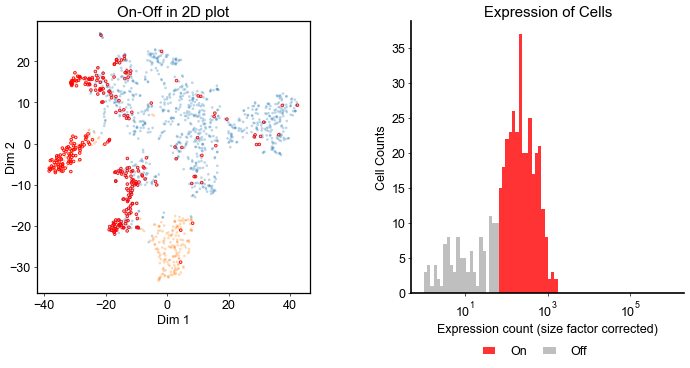 On-Off in 2D plot
20
10
0
−10
−20
−30
−40
−20
0
20
40
Dim 1
Dim 2
Expression of Cells
35
30
25
20
15
10
5
0
10^1
10^3
10^5
Cell Counts
Expression count (size factor corrected)
On
Off